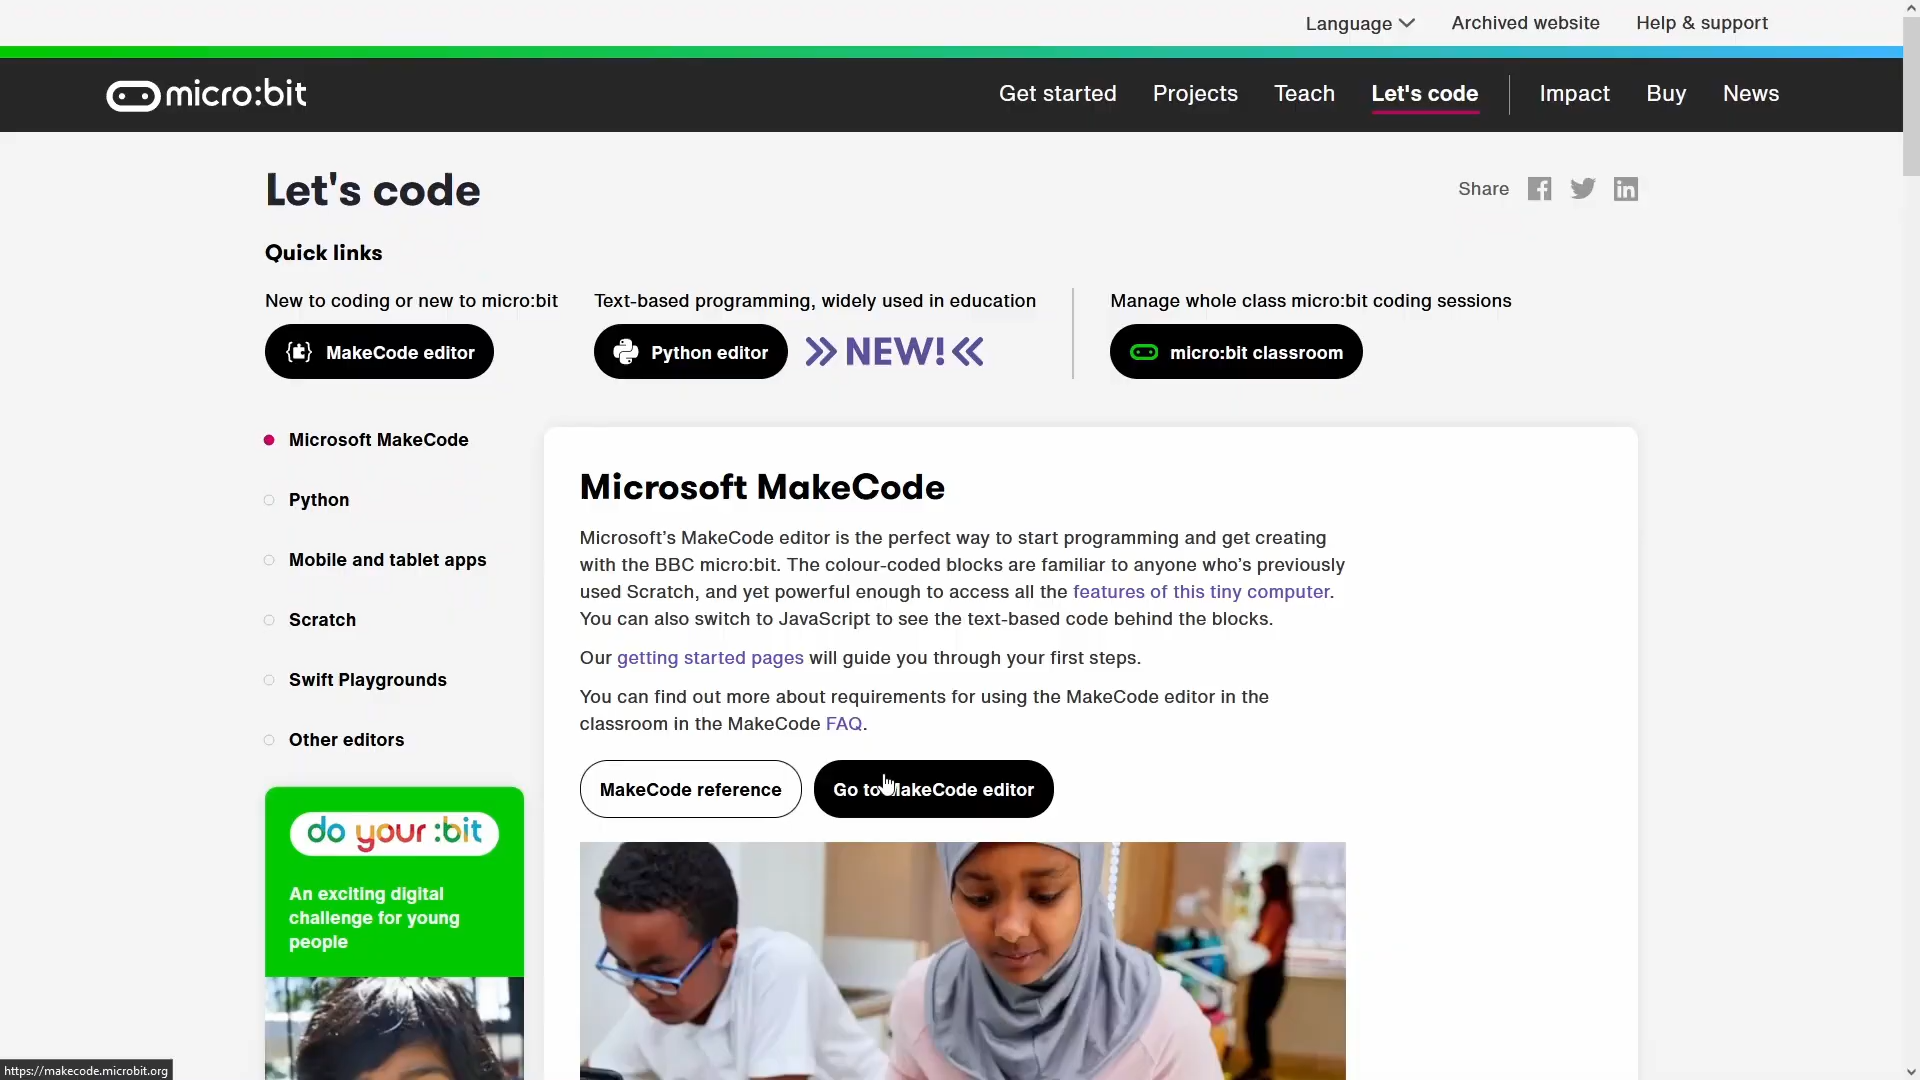 Language
Archived website
Help & support
micro:bit
Get started
Projects
Teach
Let's code
Impact
Buy
News
Let's code
Share
Quick links
New to coding or new to micro:bit
Text-based programming, widely used in education
Manage whole class micro:bit coding sessions
MakeCode editor
Python editor
NEW!
micro:bit classroom
Microsoft MakeCode
Python
Mobile and tablet apps
Scratch
Swift Playgrounds
Other editors
Microsoft MakeCode
Microsoft’s MakeCode editor is the perfect way to start programming and get creating
with the BBC micro:bit. The colour-coded blocks are familiar to anyone who’s previously
used Scratch, and yet powerful enough to access all the features of this tiny computer.
You can also switch to JavaScript to see the text-based code behind the blocks.
Our getting started pages will guide you through your first steps.
You can find out more about requirements for using the MakeCode editor in the
classroom in the MakeCode FAQ.
MakeCode reference
Go to MakeCode editor
do your :bit
An exciting digital
challenge for young
people
https://makecode.microbit.org